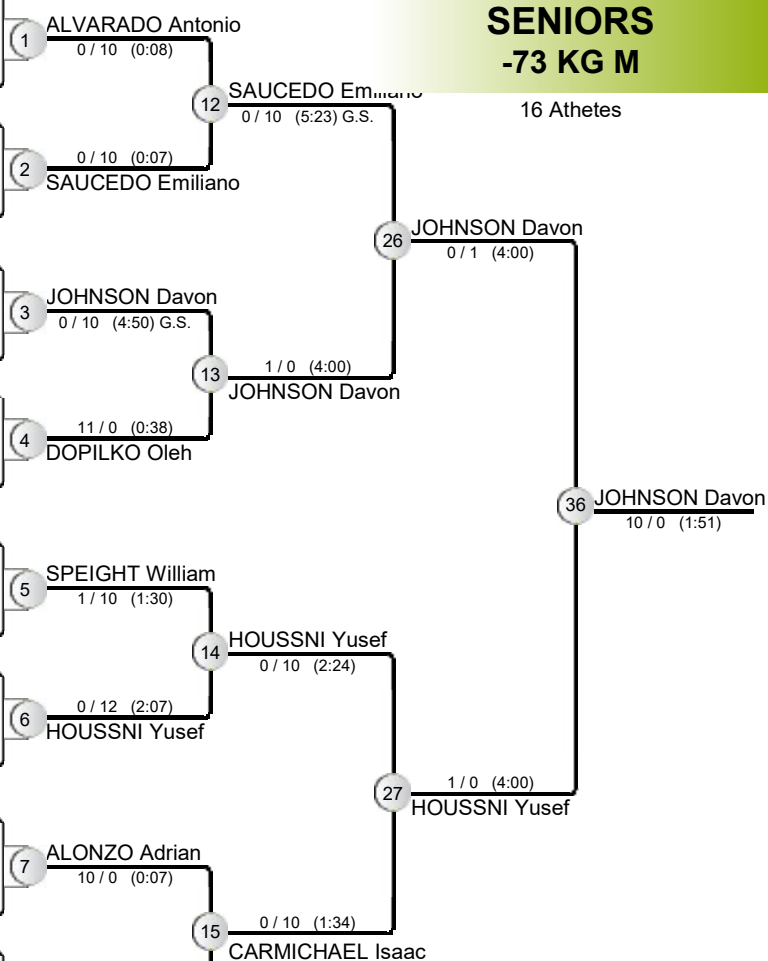 SENIORS
-73 KG M
16 Athetes
1
ALVARADO Antonio
0 / 10 (0:08)
12
SAUCEDO Emiliano
0 / 10 (5:23) G.S.
2
0 / 10 (0:07)
SAUCEDO Emiliano
26
JOHNSON Davon
0 / 1 (4:00)
3
JOHNSON Davon
0 / 10 (4:50) G.S.
13
1 / 0 (4:00)
JOHNSON Davon
4
11 / 0 (0:38)
DOPILKO Oleh
36
JOHNSON Davon
10 / 0 (1:51)
5
SPEIGHT William
1 / 10 (1:30)
14
HOUSSNI Yusef
0 / 10 (2:24)
6
0 / 12 (2:07)
HOUSSNI Yusef
27
1 / 0 (4:00)
HOUSSNI Yusef
7
ALONZO Adrian
10 / 0 (0:07)
15
0 / 10 (1:34)
CARMICHAEL Isaac